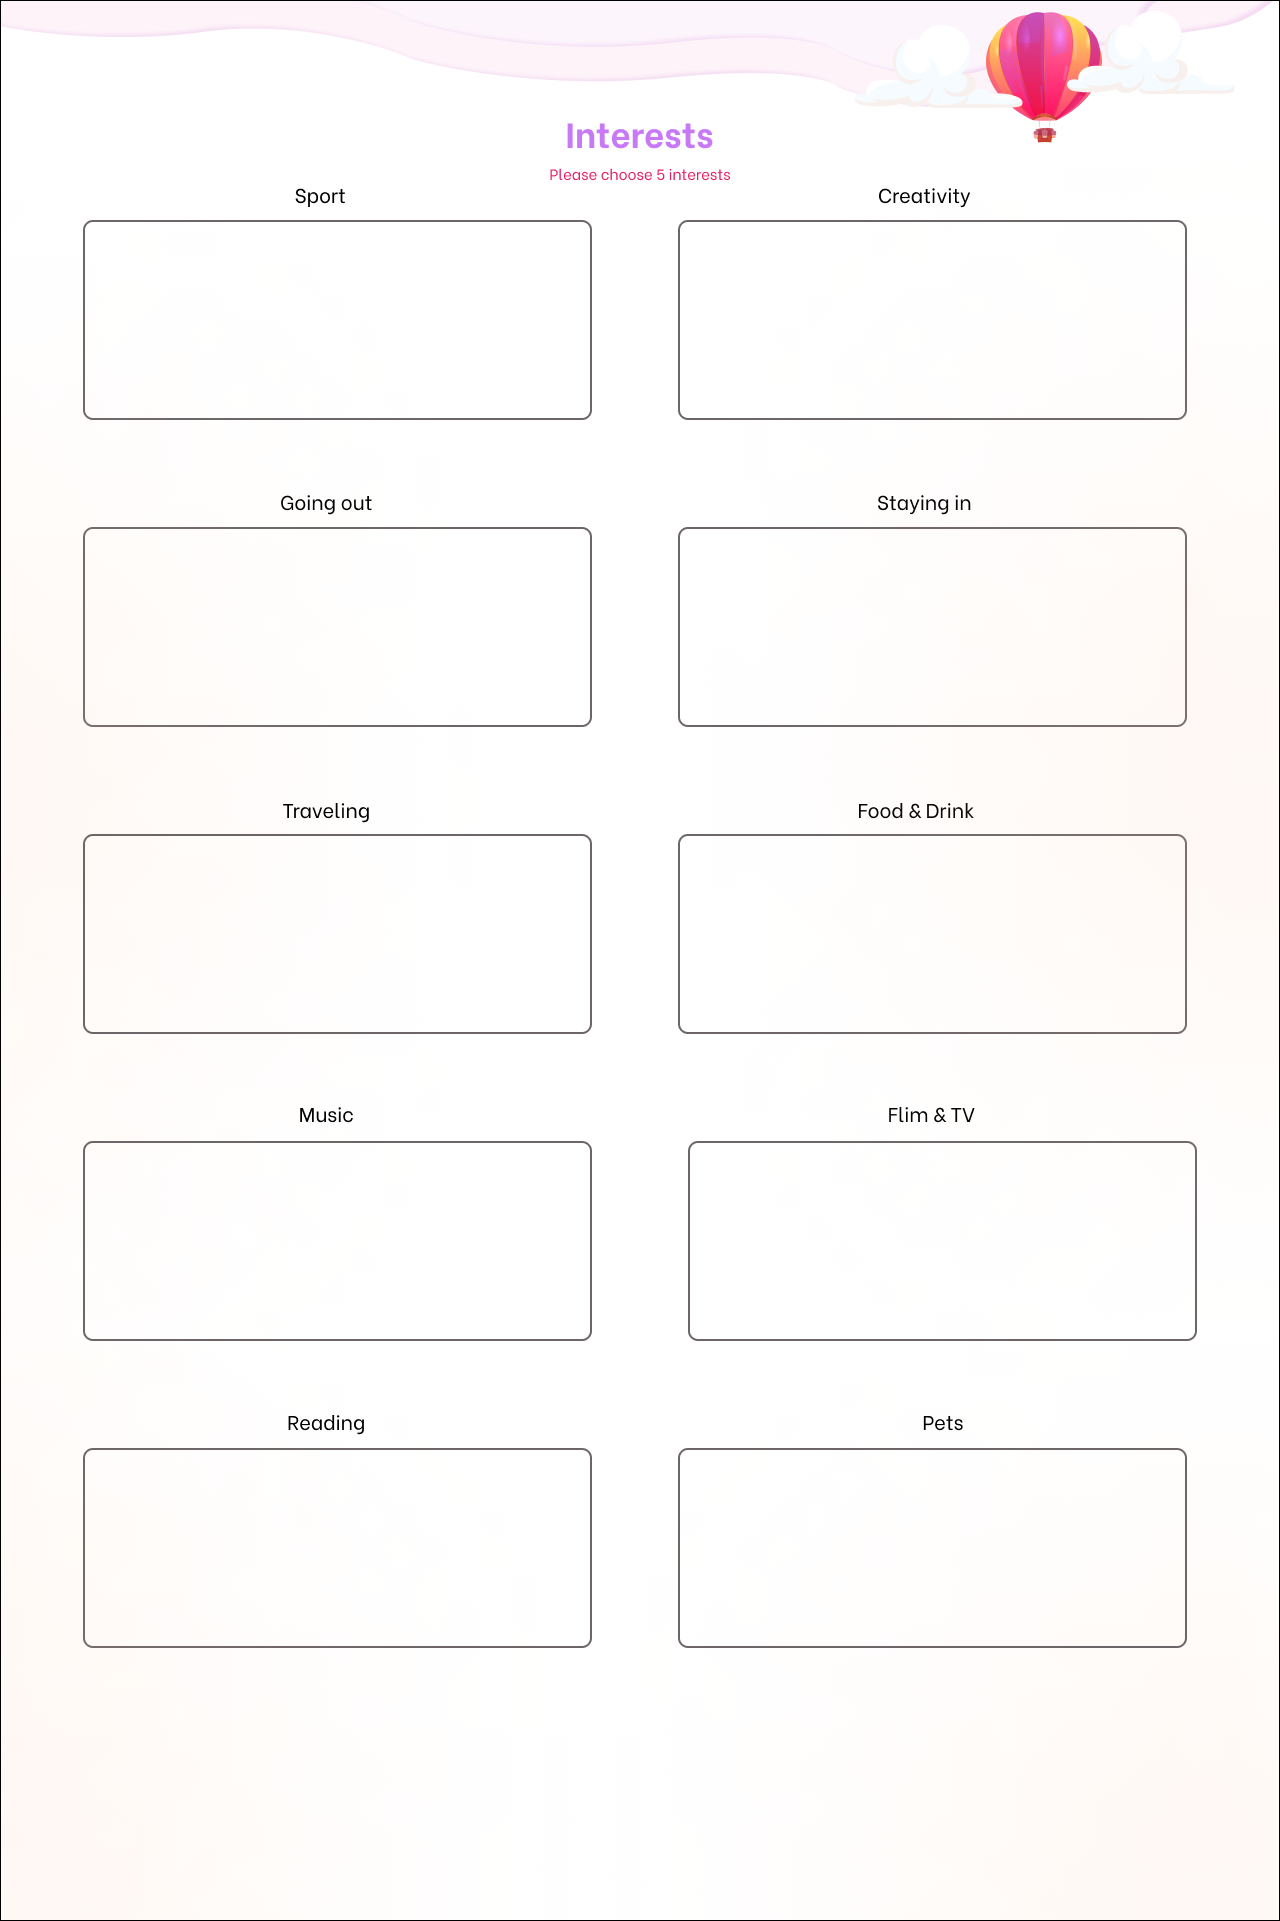 Interests
Please choose 5 interests
Sport
Creativity
Going out
Staying in
Traveling
Food & Drink
Music
Flim & TV
Reading
Pets